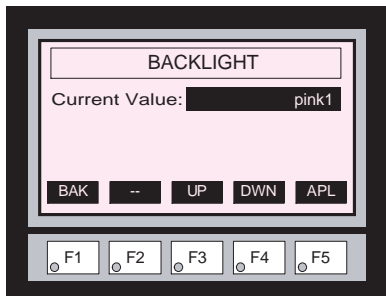 BACKLIGHT
Current Value: pink1
BAK -- UP DWN APL
F1 F2 F3 F4 F5